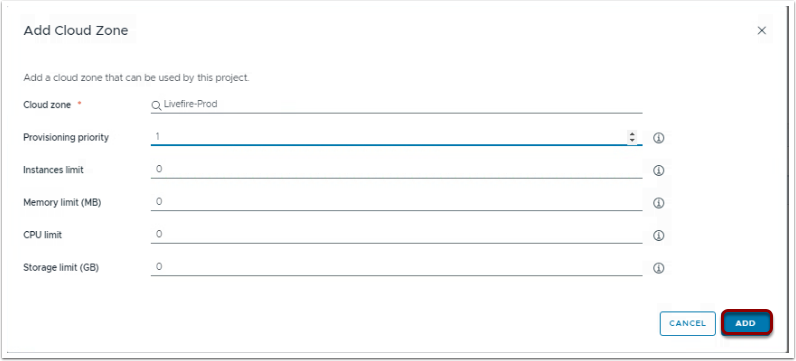 Add Cloud Zone
Add a cloud zone that can be used by this project.
Cloud zone * Livefire-Prod
Provisioning priority 1
Instances limit 0
Memory limit (MB) 0
CPU limit 0
Storage limit (GB) 0
CANCEL ADD